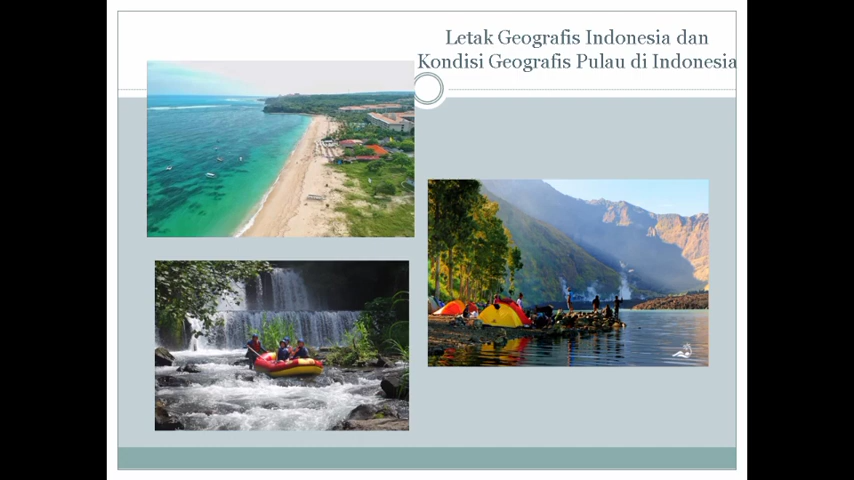 Letak Geografis Indonesia dan
Kondisi Geografis Pulau di Indonesia